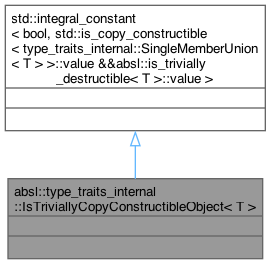 std::integral_constant
< bool, std::is_copy_constructible
< type_traits_internal::SingleMemberUnion
< T > >::value &&absl::is_trivially
_destructible< T >::value >
absl::type_traits_internal
::IsTriviallyCopyConstructibleObject< T >